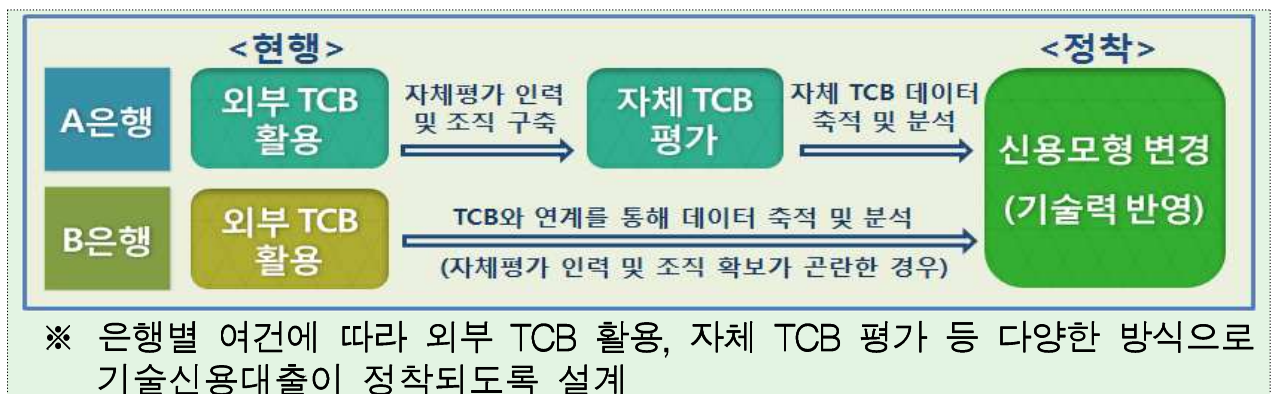 <현행>
<정착>
A은행
외부 TCB
활용
자체평가 인력
및 조직 구축
자체 TCB
평가
자체 TCB 데이터
축적 및 분석
신용모형 변경
(기술력 반영)
B은행
외부 TCB
활용
TCB와 연계를 통해 데이터 축적 및 분석
(자체평가 인력 및 조직 확보가 곤란한 경우)
※ 은행별 여건에 따라 외부 TCB 활용, 자체 TCB 평가 등 다양한 방식으로
기술신용대출이 정착되도록 설계